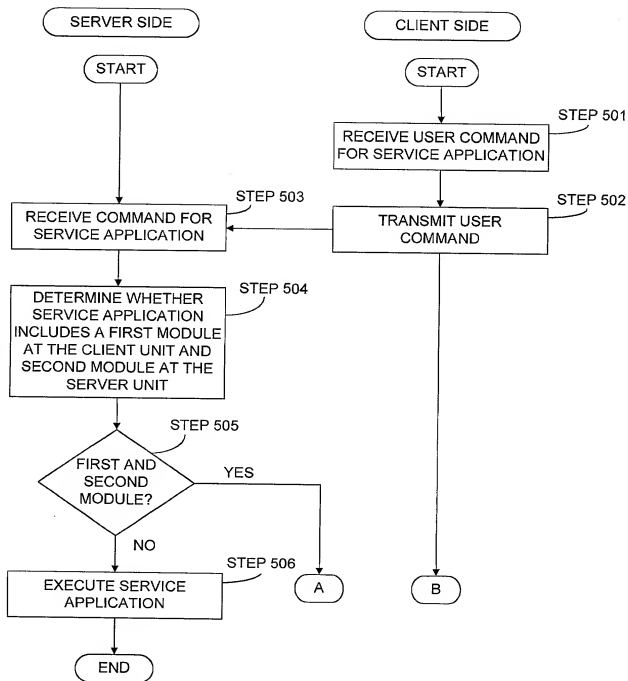 SERVER SIDE
CLIENT SIDE
START
START
STEP 501
RECEIVE USER COMMAND
FOR SERVICE APPLICATION
STEP 502
TRANSMIT USER
COMMAND
STEP 503
RECEIVE COMMAND FOR
SERVICE APPLICATION
STEP 504
DETERMINE WHETHER
SERVICE APPLICATION
INCLUDES A FIRST MODULE
AT THE CLIENT UNIT AND
SECOND MODULE AT THE
SERVER UNIT
STEP 505
FIRST AND
SECOND
MODULE?
YES
NO
STEP 506
EXECUTE SERVICE
APPLICATION
A
B
END